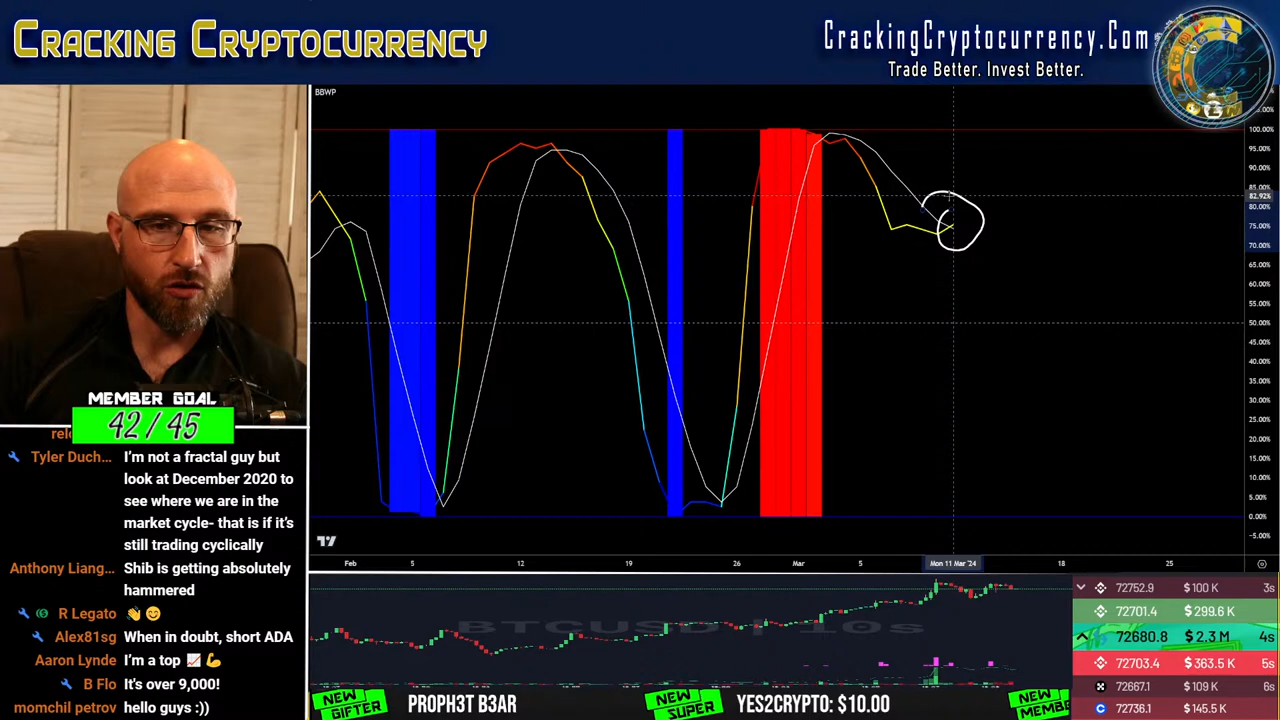 CRACKING CRYPTOCURRENCY
CRACKINGCRYPTOCURRENCY.COM
Trade Better. Invest Better.
BBWP
100.00%
95.00%
90.00%
85.00%
82.92%
80.00%
75.00%
70.00%
65.00%
60.00%
55.00%
50.00%
45.00%
40.00%
35.00%
30.00%
25.00%
20.00%
15.00%
10.00%
5.00%
0.00%
-5.00%
Feb 5 12 19 26 Mar 5 Mon 11 Mar '24 18 25
MEMBER GOAL
42 / 45
Tyler Duch... I'm not a fractal guy but
look at December 2020 to
see where we are in the
market cycle- that is if it's
still trading cyclically
Anthony Liang... Shib is getting absolutely
hammered
R Legato 👋 😊
Alex81sg When in doubt, short ADA
Aaron Lynde I'm a top 📈 💪
B Flo It's over 9,000!
momchil petrov hello guys :))
BTCUSD | 10s
72752.9 $ 100 K 3s
72701.4 $ 299.6 K
72680.8 $ 2.3 M 4s
72703.4 $ 363.5 K 5s
72667.1 $ 109 K 6s
72736.1 $ 145.5 K
NEW GIFTER PROPH3T B3AR NEW SUPER YES2CRYPTO: $10.00 NEW